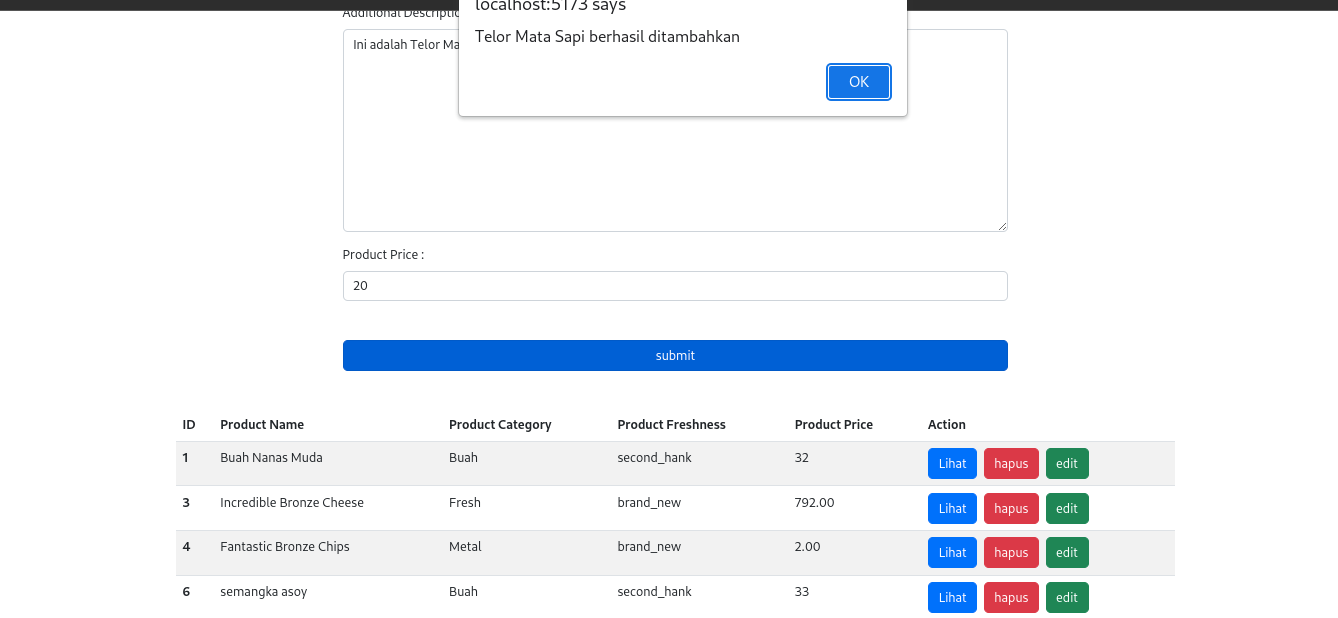 localhost:5173 says
Telor Mata Sapi berhasil ditambahkan
OK
Additional Descriptio
Ini adalah Telor Ma
Product Price :
20
submit
ID Product Name Product Category Product Freshness Product Price Action
1 Buah Nanas Muda Buah second_hank 32 Lihat hapus edit
3 Incredible Bronze Cheese Fresh brand_new 792.00 Lihat hapus edit
4 Fantastic Bronze Chips Metal brand_new 2.00 Lihat hapus edit
6 semangka asoy Buah second_hank 33 Lihat hapus edit